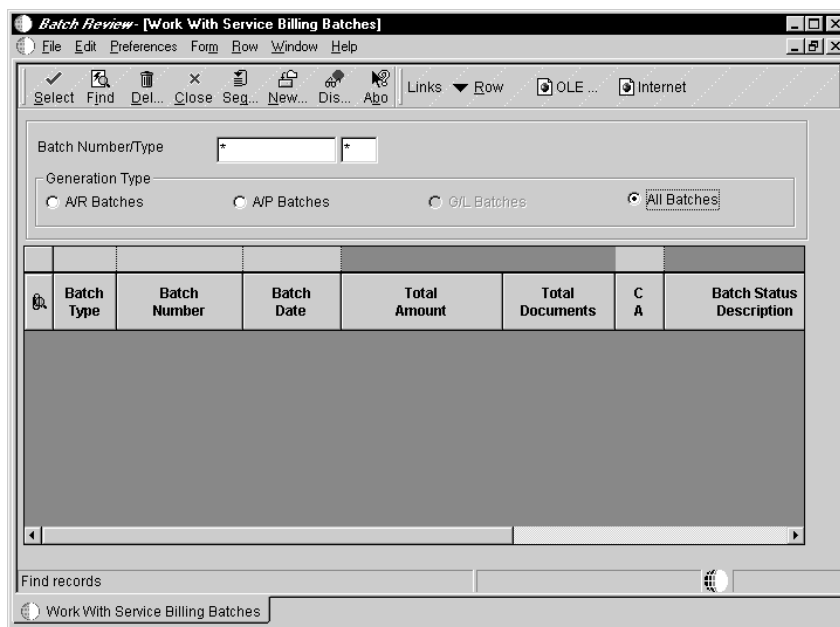 Batch Review - [Work With Service Billing Batches]
File Edit Preferences Form Row Window Help
Select Find Del... Close Seq... New... Dis... Abo Links Row OLE ... Internet
Batch Number/Type * *
Generation Type
A/R Batches A/P Batches G/L Batches All Batches
Batch Type Batch Number Batch Date Total Amount Total Documents C A Batch Status Description
Find records
Work With Service Billing Batches